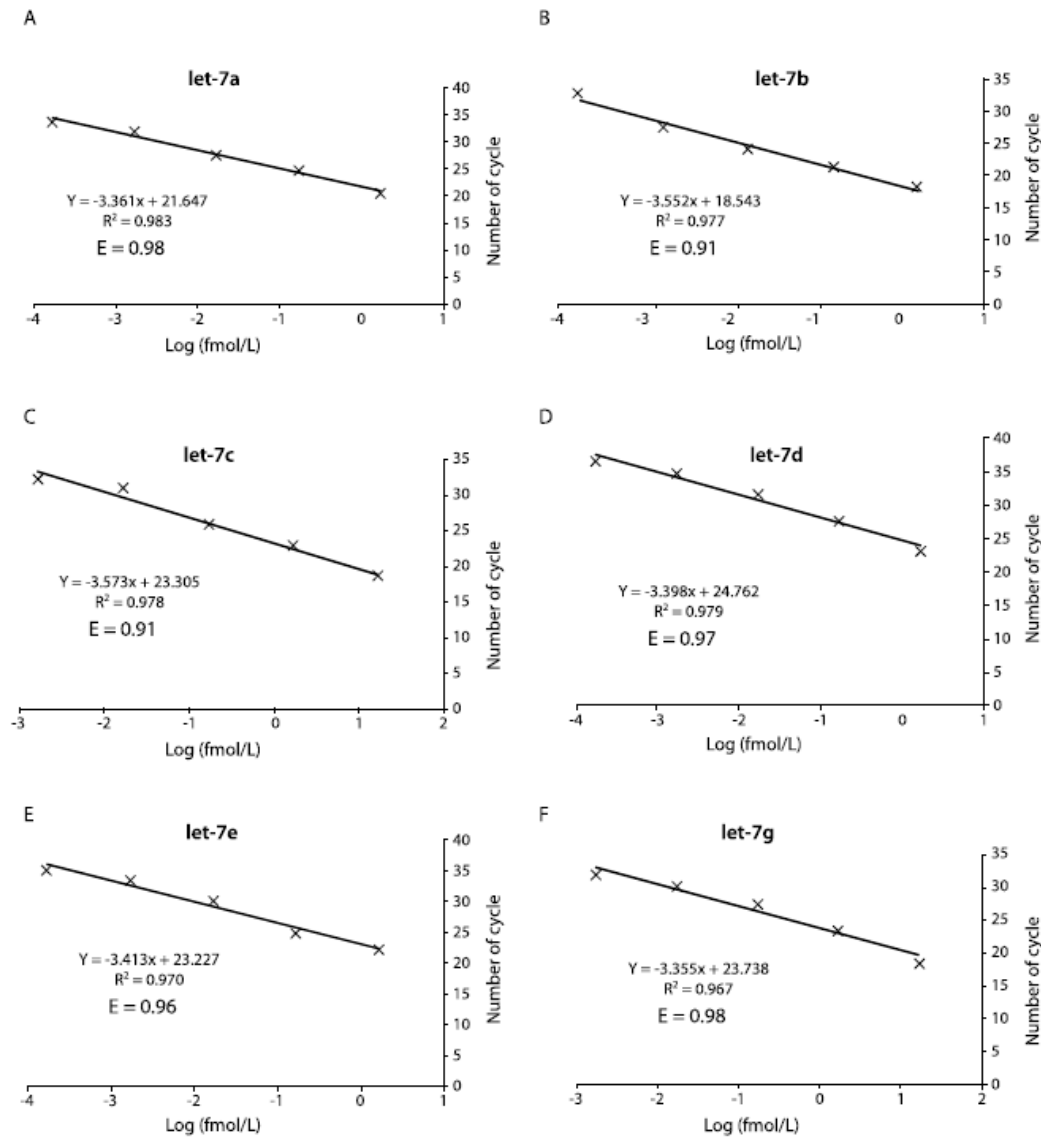 A
let-7a
40
35
30
25
20
15
10
5
0
Number of cycle
Y = -3.361x + 21.647
R² = 0.983
E = 0.98
-4 -3 -2 -1 0 1
Log (fmol/L)
B
let-7b
35
30
25
20
15
10
5
0
Number of cycle
Y = -3.552x + 18.543
R² = 0.977
E = 0.91
-4 -3 -2 -1 0 1
Log (fmol/L)
C
let-7c
35
30
25
20
15
10
5
0
Number of cycle
Y = -3.573x + 23.305
R² = 0.978
E = 0.91
-3 -2 -1 0 1 2
Log (fmol/L)
D
let-7d
40
35
30
25
20
15
10
5
0
Number of cycle
Y = -3.398x + 24.762
R² = 0.979
E = 0.97
-4 -3 -2 -1 0 1
Log (fmol/L)
E
let-7e
40
35
30
25
20
15
10
5
0
Number of cycle
Y = -3.413x + 23.227
R² = 0.970
E = 0.96
-4 -3 -2 -1 0 1
Log (fmol/L)
F
let-7g
35
30
25
20
15
10
5
0
Number of cycle
Y = -3.355x + 23.738
R² = 0.967
E = 0.98
-3 -2 -1 0 1 2
Log (fmol/L)